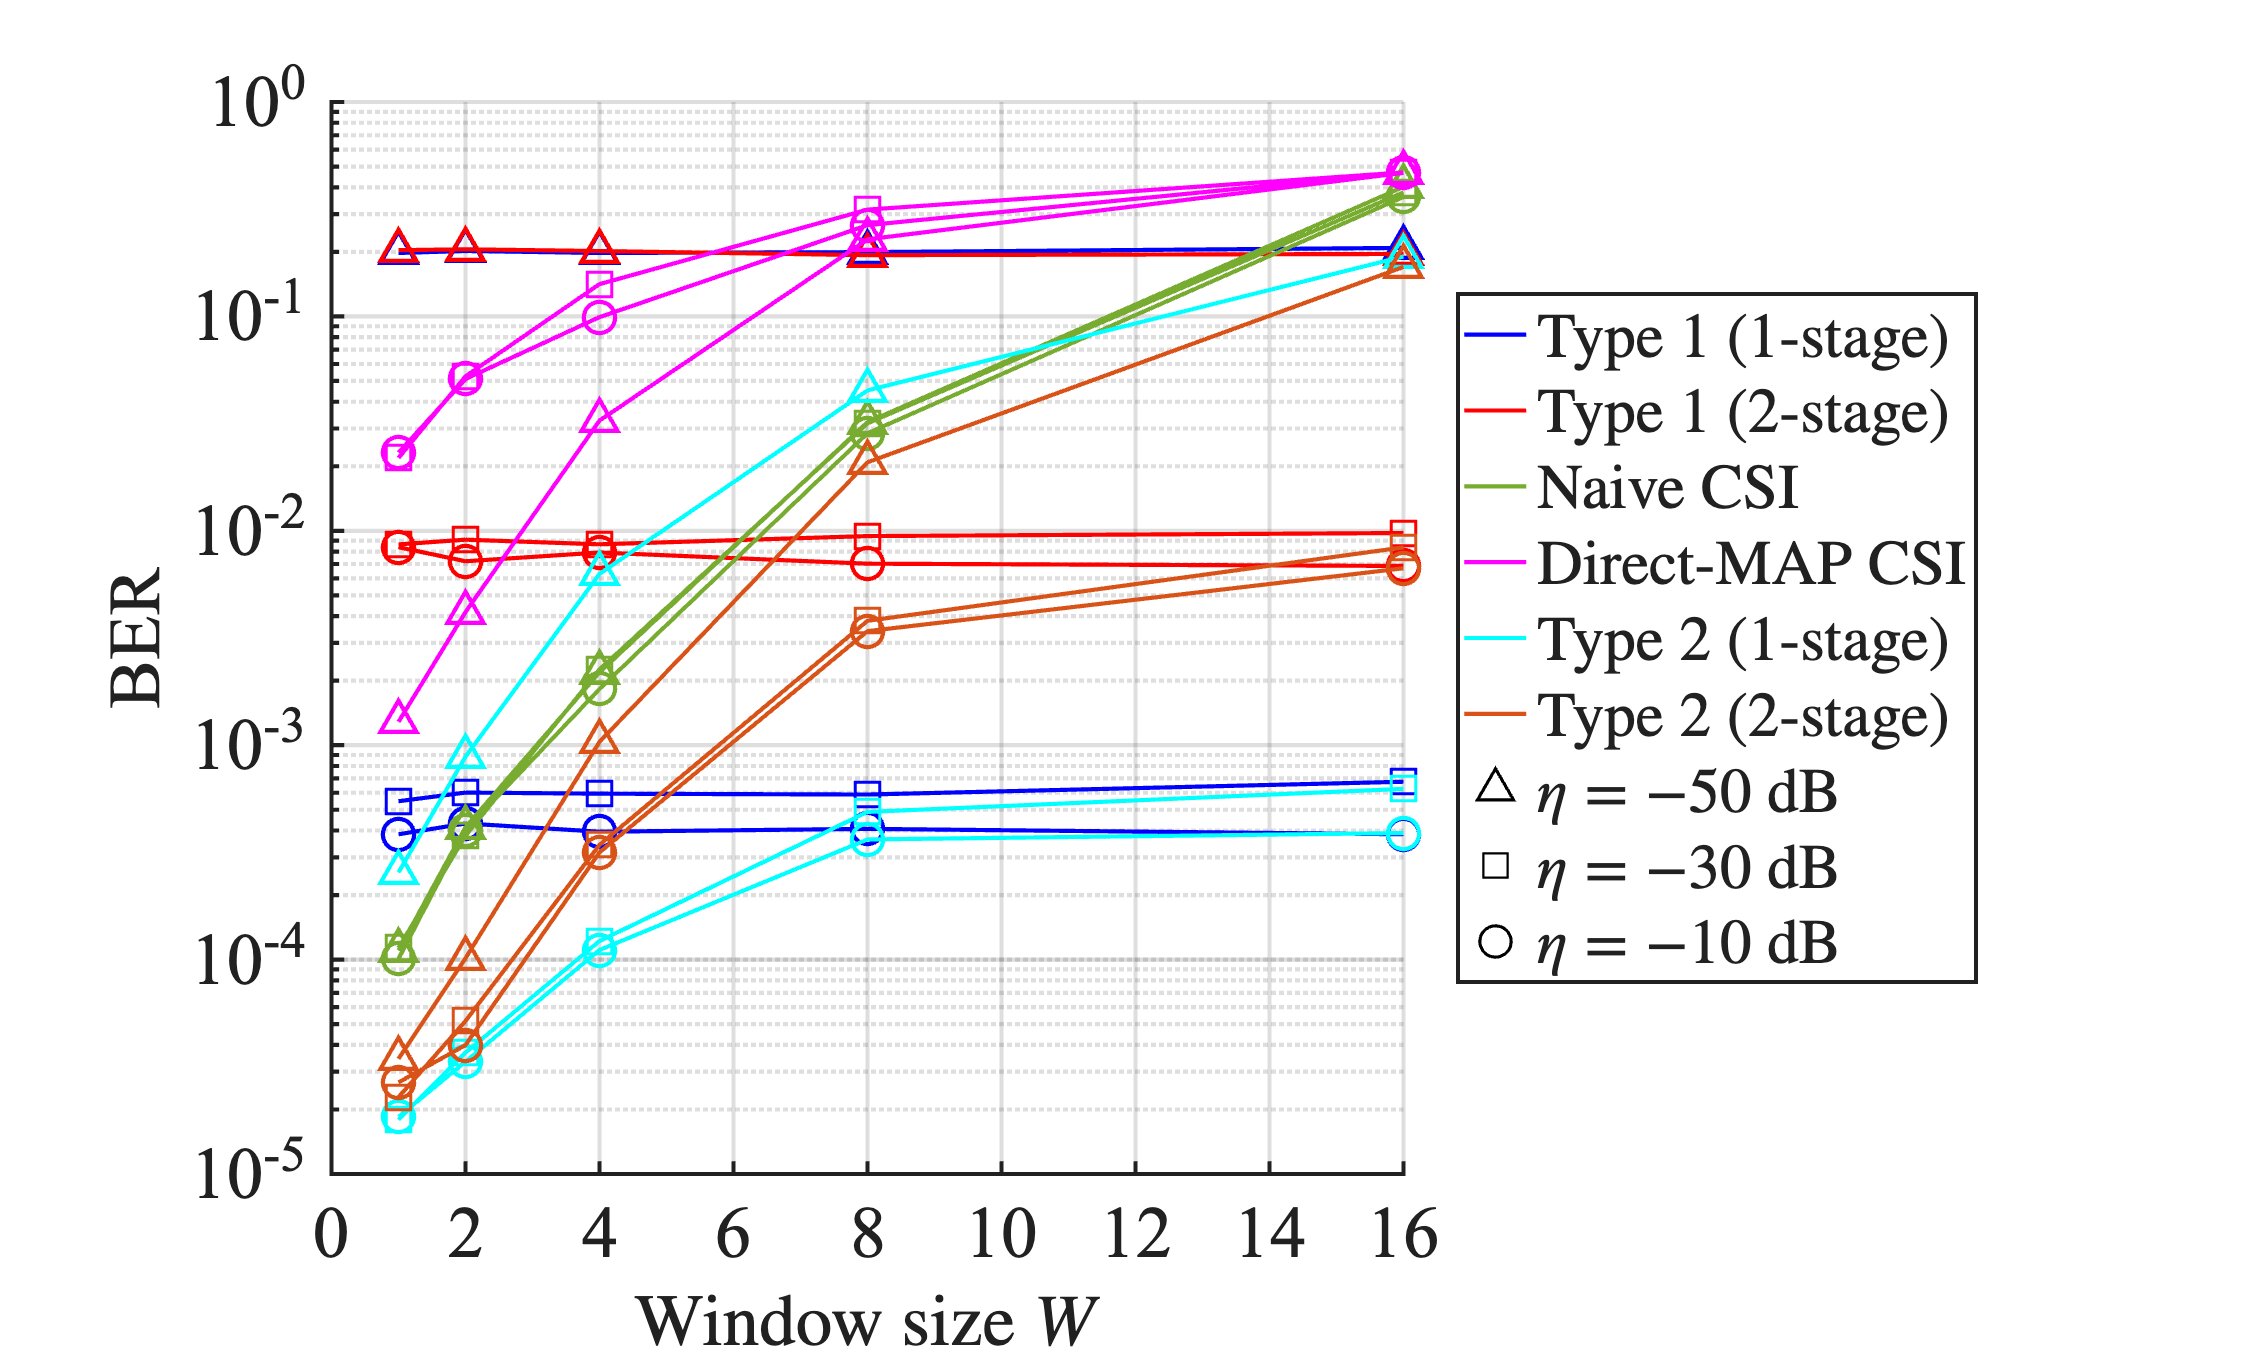 10^0
10^-1
10^-2
10^-3
10^-4
10^-5
BER
0 2 4 6 8 10 12 14 16
Window size W
Type 1 (1-stage)
Type 1 (2-stage)
Naive CSI
Direct-MAP CSI
Type 2 (1-stage)
Type 2 (2-stage)
η = −50 dB
η = −30 dB
η = −10 dB